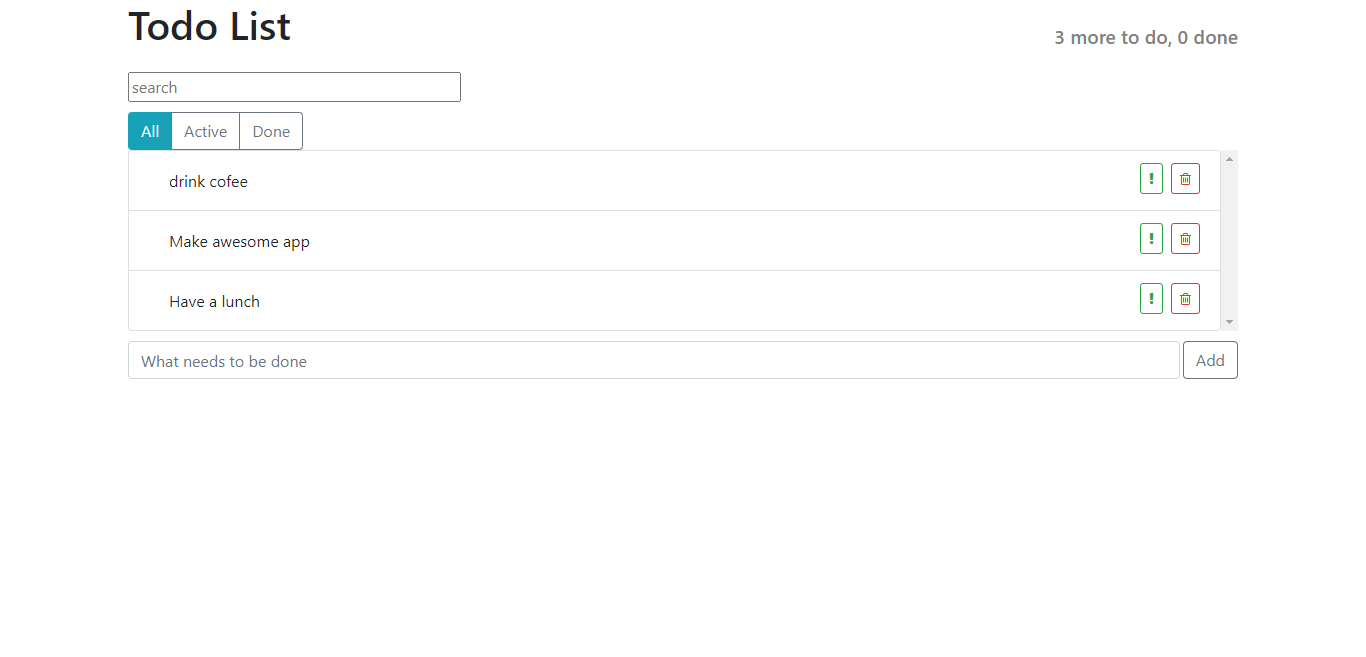 Todo List
3 more to do, 0 done
search
All Active Done
drink cofee
Make awesome app
Have a lunch
What needs to be done Add